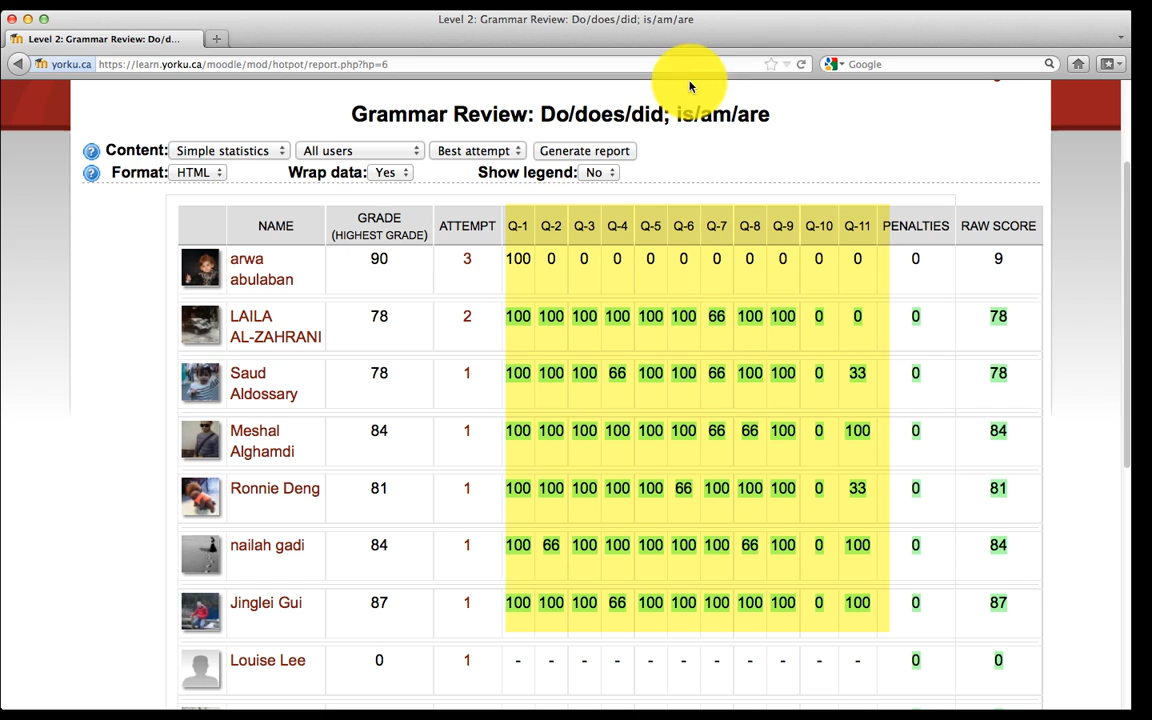 Level 2: Grammar Review: Do/does/did; is/am/are
Level 2: Grammar Review: Do/d...
yorku.ca https://learn.yorku.ca/moodle/mod/hotpot/report.php?hp=6
Google
Grammar Review: Do/does/did; is/am/are
Content: Simple statistics All users Best attempt Generate report
Format: HTML Wrap data: Yes Show legend: No
NAME GRADE (HIGHEST GRADE) ATTEMPT Q-1 Q-2 Q-3 Q-4 Q-5 Q-6 Q-7 Q-8 Q-9 Q-10 Q-11 PENALTIES RAW SCORE
arwa abulaban 90 3 100 0 0 0 0 0 0 0 0 0 0 0 9
LAILA AL-ZAHRANI 78 2 100 100 100 100 100 100 66 100 100 0 0 0 78
Saud Aldossary 78 1 100 100 100 66 100 100 66 100 100 0 33 0 78
Meshal Alghamdi 84 1 100 100 100 100 100 100 66 66 100 0 100 0 84
Ronnie Deng 81 1 100 100 100 100 100 66 100 100 100 0 33 0 81
nailah gadi 84 1 100 66 100 100 100 100 100 66 100 0 100 0 84
Jinglei Gui 87 1 100 100 100 66 100 100 100 100 100 0 100 0 87
Louise Lee 0 1 - - - - - - - - - - - 0 0